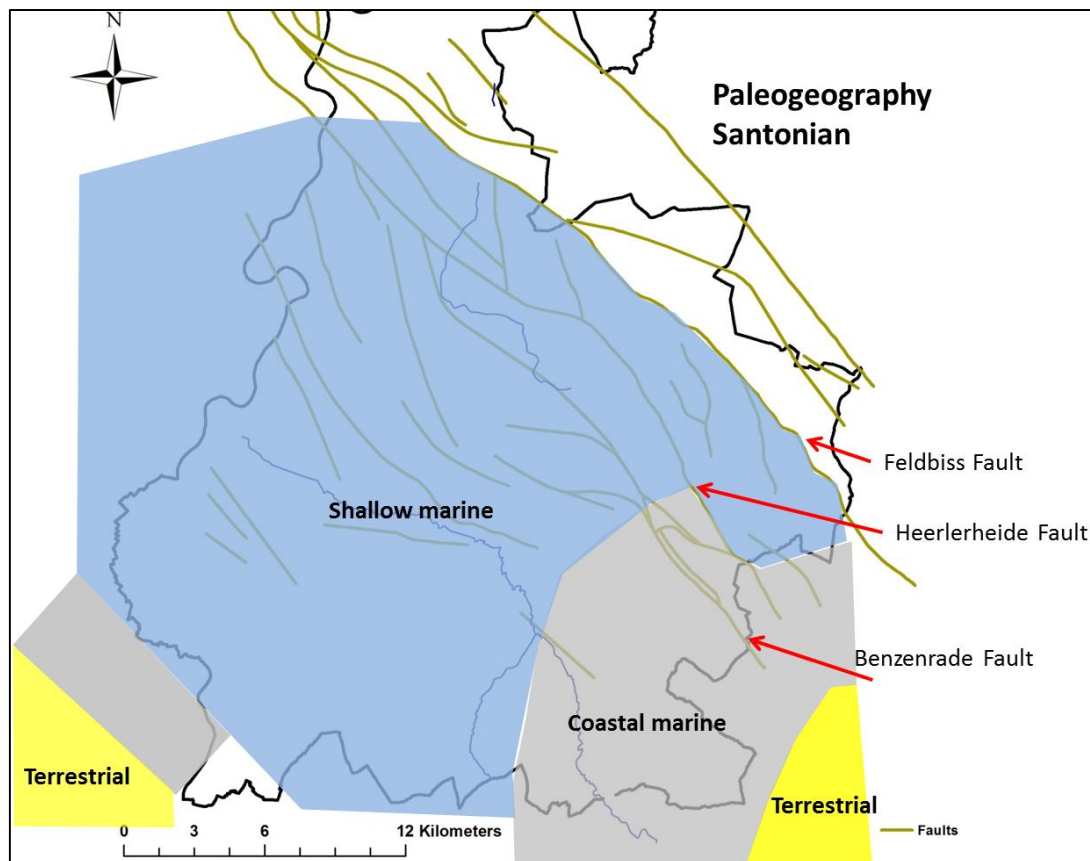 N
Paleogeography
Santonian
Feldbiss Fault
Shallow marine
Heerlerheide Fault
Benzenrade Fault
Coastal marine
Terrestrial
Terrestrial
0 3 6 12 Kilometers
Faults